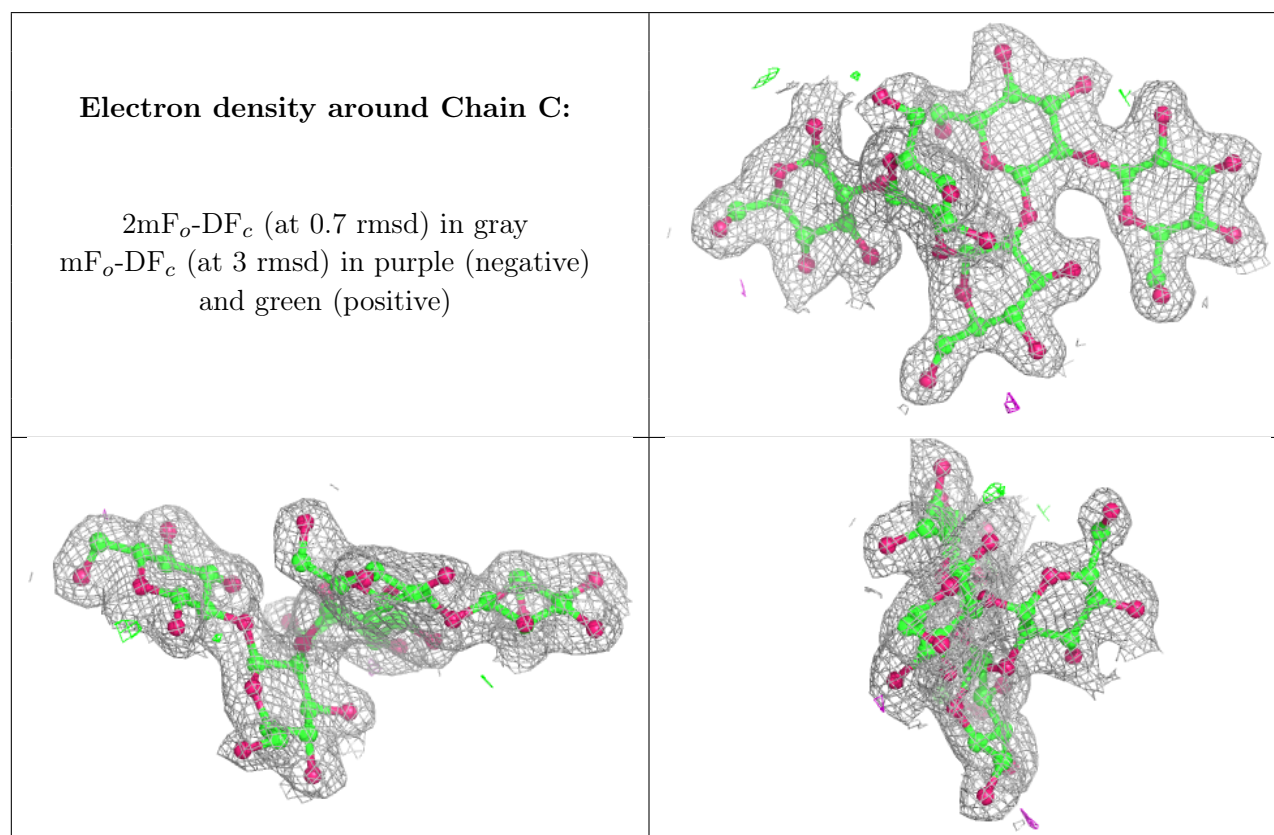 Electron density around Chain C:
2mFo-DFc (at 0.7 rmsd) in gray
mFo-DFc (at 3 rmsd) in purple (negative)
and green (positive)